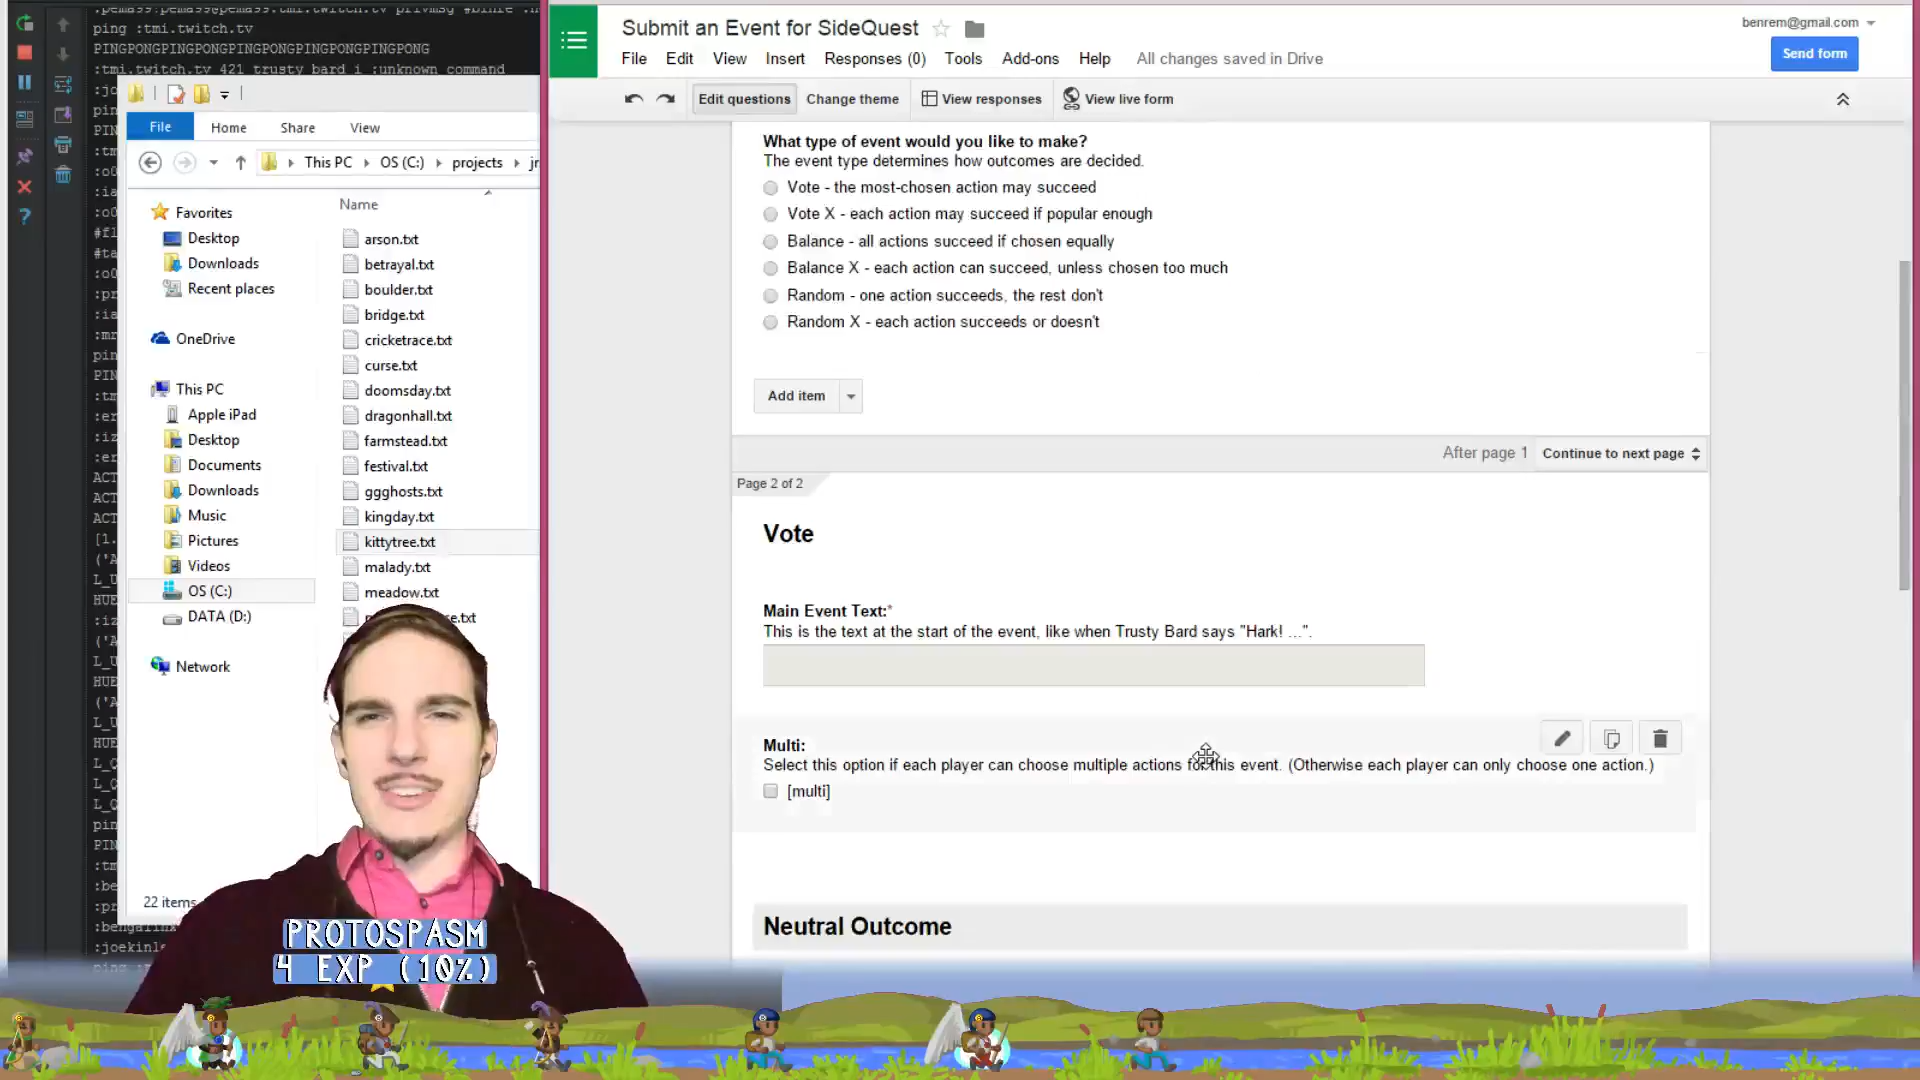 ping :tmi.twitch.tv
PINGPONGPINGPONGPINGPONGPINGPONGPINGPONG
:tmi.twitch.tv 421 trusty_bard i :unknown command
File
Home
Share
View
This PC
OS (C:)
projects
Favorites
Desktop
Downloads
Recent places
OneDrive
This PC
Apple iPad
Desktop
Documents
Downloads
Music
Pictures
Videos
OS (C:)
DATA (D:)
Network
22 items
Name
arson.txt
betrayal.txt
boulder.txt
bridge.txt
cricketrace.txt
curse.txt
doomsday.txt
dragonhall.txt
farmstead.txt
festival.txt
ggghosts.txt
kingday.txt
kittytree.txt
malady.txt
meadow.txt
Submit an Event for SideQuest
benrem@gmail.com
File Edit View Insert Responses (0) Tools Add-ons Help All changes saved in Drive
Send form
Edit questions Change theme View responses View live form
What type of event would you like to make?
The event type determines how outcomes are decided.
Vote - the most-chosen action may succeed
Vote X - each action may succeed if popular enough
Balance - all actions succeed if chosen equally
Balance X - each action can succeed, unless chosen too much
Random - one action succeeds, the rest don't
Random X - each action succeeds or doesn't
Add item
After page 1 Continue to next page
Page 2 of 2
Vote
Main Event Text:*
This is the text at the start of the event, like when Trusty Bard says "Hark! ...".
Multi:
Select this option if each player can choose multiple actions for this event. (Otherwise each player can only choose one action.)
[multi]
Neutral Outcome
PROTOSPASM
4 EXP (10%)